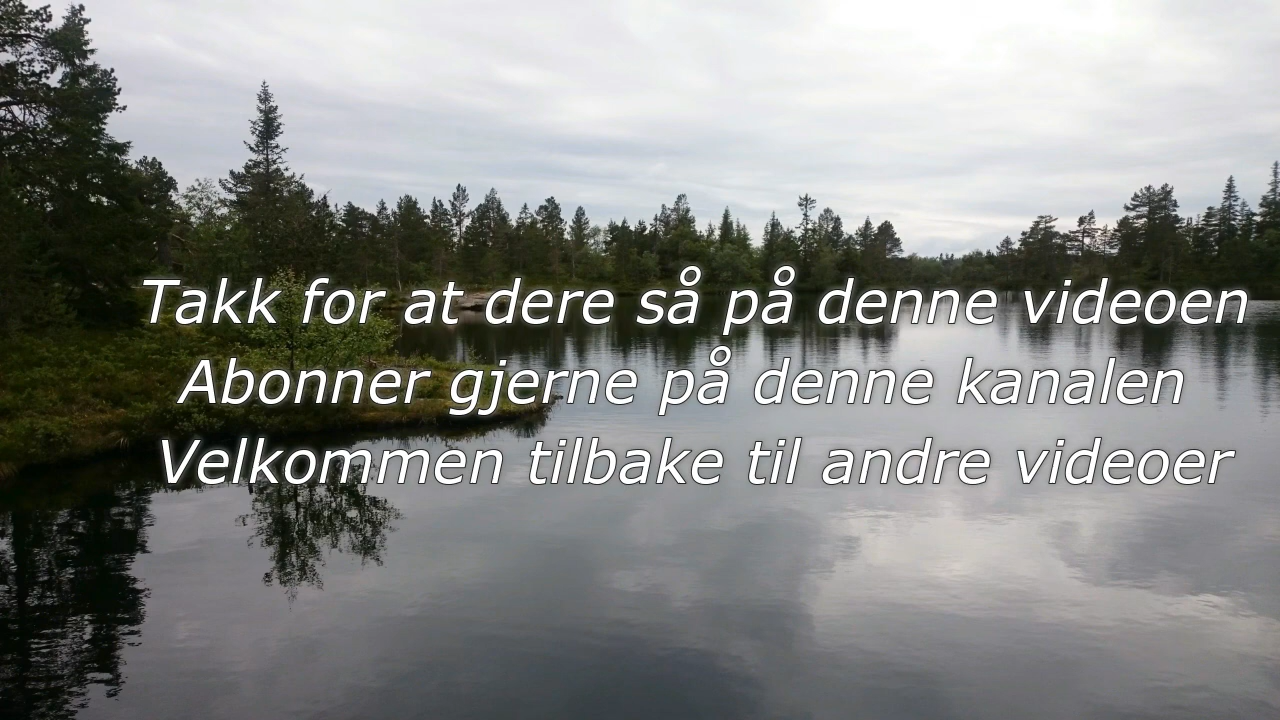 Takk for at dere så på denne videoen
Abonner gjerne på denne kanalen
Velkommen tilbake til andre videoer